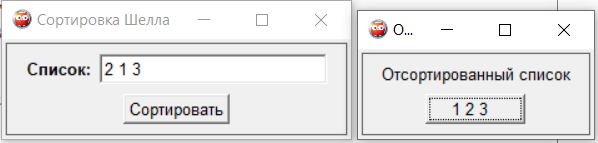 Сортировка Шелла
Список: 2 1 3
Сортировать
О...
Отсортированный список
1 2 3